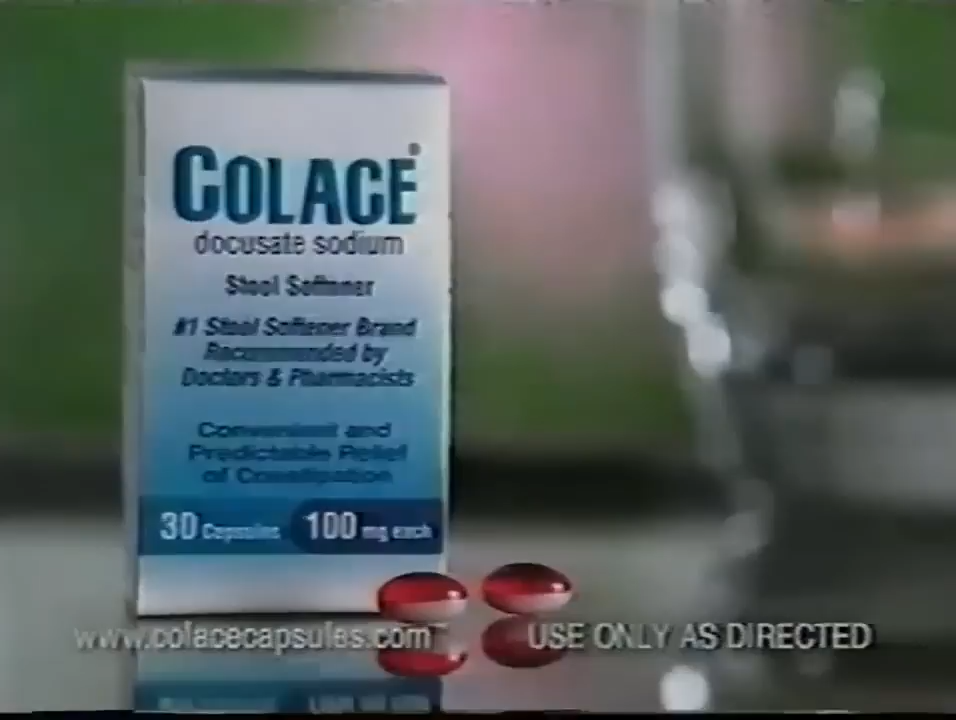 COLACE®
docusate sodium
Stool Softener
#1 Stool Softener Brand
Recommended by
Doctors & Pharmacists
Convenient and
Predictable Relief
of Constipation
30 Capsules 100 mg each
www.colacecapsules.com™ USE ONLY AS DIRECTED